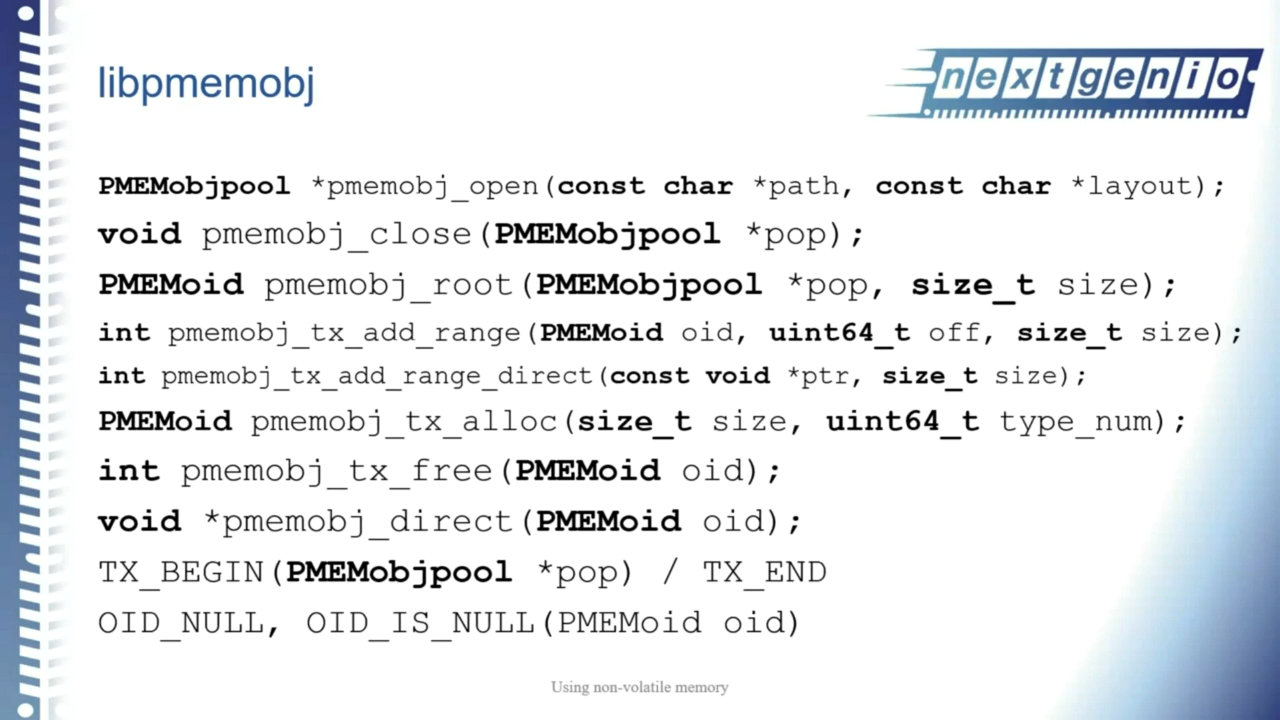 libpmemobj
nextgenio
PMEMobjpool *pmemobj_open(const char *path, const char *layout);
void pmemobj_close(PMEMobjpool *pop);
PMEMoid pmemobj_root(PMEMobjpool *pop, size_t size);
int pmemobj_tx_add_range(PMEMoid oid, uint64_t off, size_t size);
int pmemobj_tx_add_range_direct(const void *ptr, size_t size);
PMEMoid pmemobj_tx_alloc(size_t size, uint64_t type_num);
int pmemobj_tx_free(PMEMoid oid);
void *pmemobj_direct(PMEMoid oid);
TX_BEGIN(PMEMobjpool *pop) / TX_END
OID_NULL, OID_IS_NULL(PMEMoid oid)
Using non-volatile memory